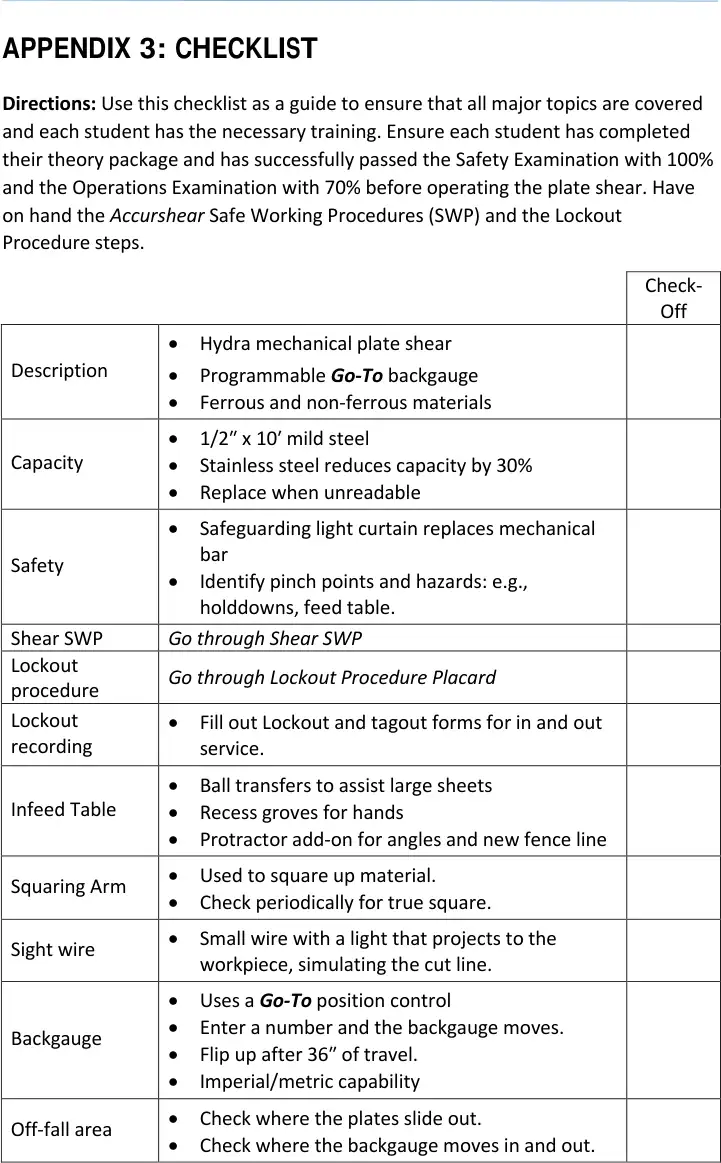 APPENDIX 3: CHECKLIST
Directions: Use this checklist as a guide to ensure that all major topics are covered
and each student has the necessary training. Ensure each student has completed
their theory package and has successfully passed the Safety Examination with 100%
and the Operations Examination with 70% before operating the plate shear. Have
on hand the Accurshear Safe Working Procedures (SWP) and the Lockout
Procedure steps.
Check-
Off
Description
• Hydra mechanical plate shear
• Programmable Go-To backgauge
• Ferrous and non-ferrous materials
Capacity
• 1/2″ x 10′ mild steel
• Stainless steel reduces capacity by 30%
• Replace when unreadable
Safety
• Safeguarding light curtain replaces mechanical
bar
• Identify pinch points and hazards: e.g.,
holddowns, feed table.
Shear SWP
Go through Shear SWP
Lockout
procedure
Go through Lockout Procedure Placard
Lockout
recording
• Fill out Lockout and tagout forms for in and out
service.
Infeed Table
• Ball transfers to assist large sheets
• Recess groves for hands
• Protractor add-on for angles and new fence line
Squaring Arm
• Used to square up material.
• Check periodically for true square.
Sight wire
• Small wire with a light that projects to the
workpiece, simulating the cut line.
Backgauge
• Uses a Go-To position control
• Enter a number and the backgauge moves.
• Flip up after 36″ of travel.
• Imperial/metric capability
Off-fall area
• Check where the plates slide out.
• Check where the backgauge moves in and out.